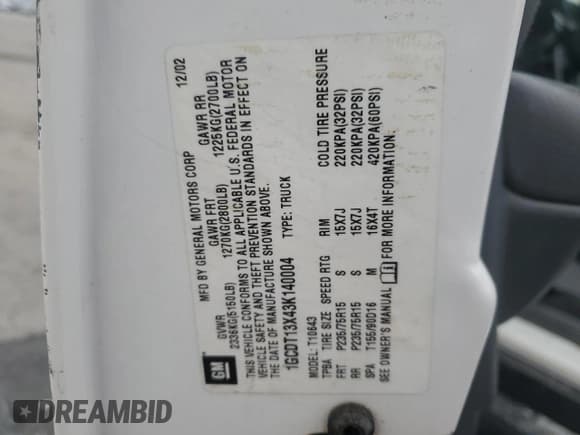 GM
MFD BY GENERAL MOTORS CORP 12/02
GVWR GAWR FRT GAWR RR
2336KG(5150LB) 1270KG(2800LB) 1225KG(2700LB)
THIS VEHICLE CONFORMS TO ALL APPLICABLE U.S. FEDERAL MOTOR
VEHICLE SAFETY AND THEFT PREVENTION STANDARDS IN EFFECT ON
THE DATE OF MANUFACTURE SHOWN ABOVE.
1GCDT13X43K140004 TYPE: TRUCK
MODEL: T10643
TPBA TIRE SIZE SPEED RTG RIM COLD TIRE PRESSURE
FRT P235/75R15 S 15X7J 220KPA(32PSI)
RR P235/75R15 S 15X7J 220KPA(32PSI)
SPA T155/90D16 M 16X4T 420KPA(60PSI)
SEE OWNER'S MANUAL FOR MORE INFORMATION.
DREAMBID